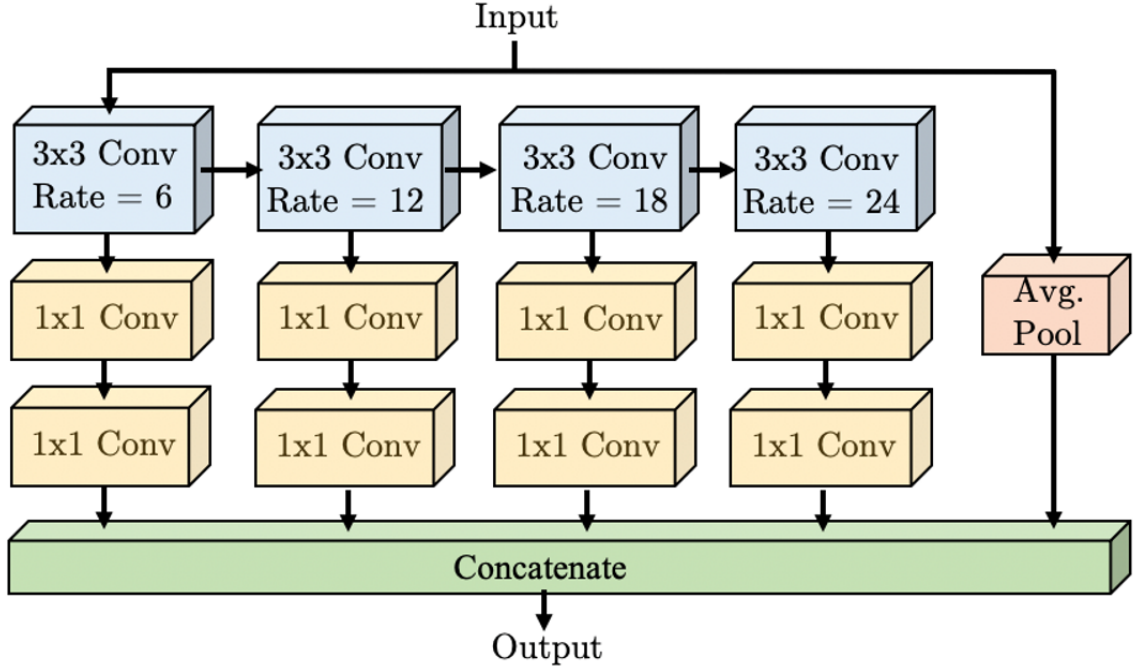 Input
3x3 Conv
Rate = 6
3x3 Conv
Rate = 12
3x3 Conv
Rate = 18
3x3 Conv
Rate = 24
1x1 Conv
1x1 Conv
1x1 Conv
1x1 Conv
Avg.
Pool
1x1 Conv
1x1 Conv
1x1 Conv
1x1 Conv
Concatenate
Output